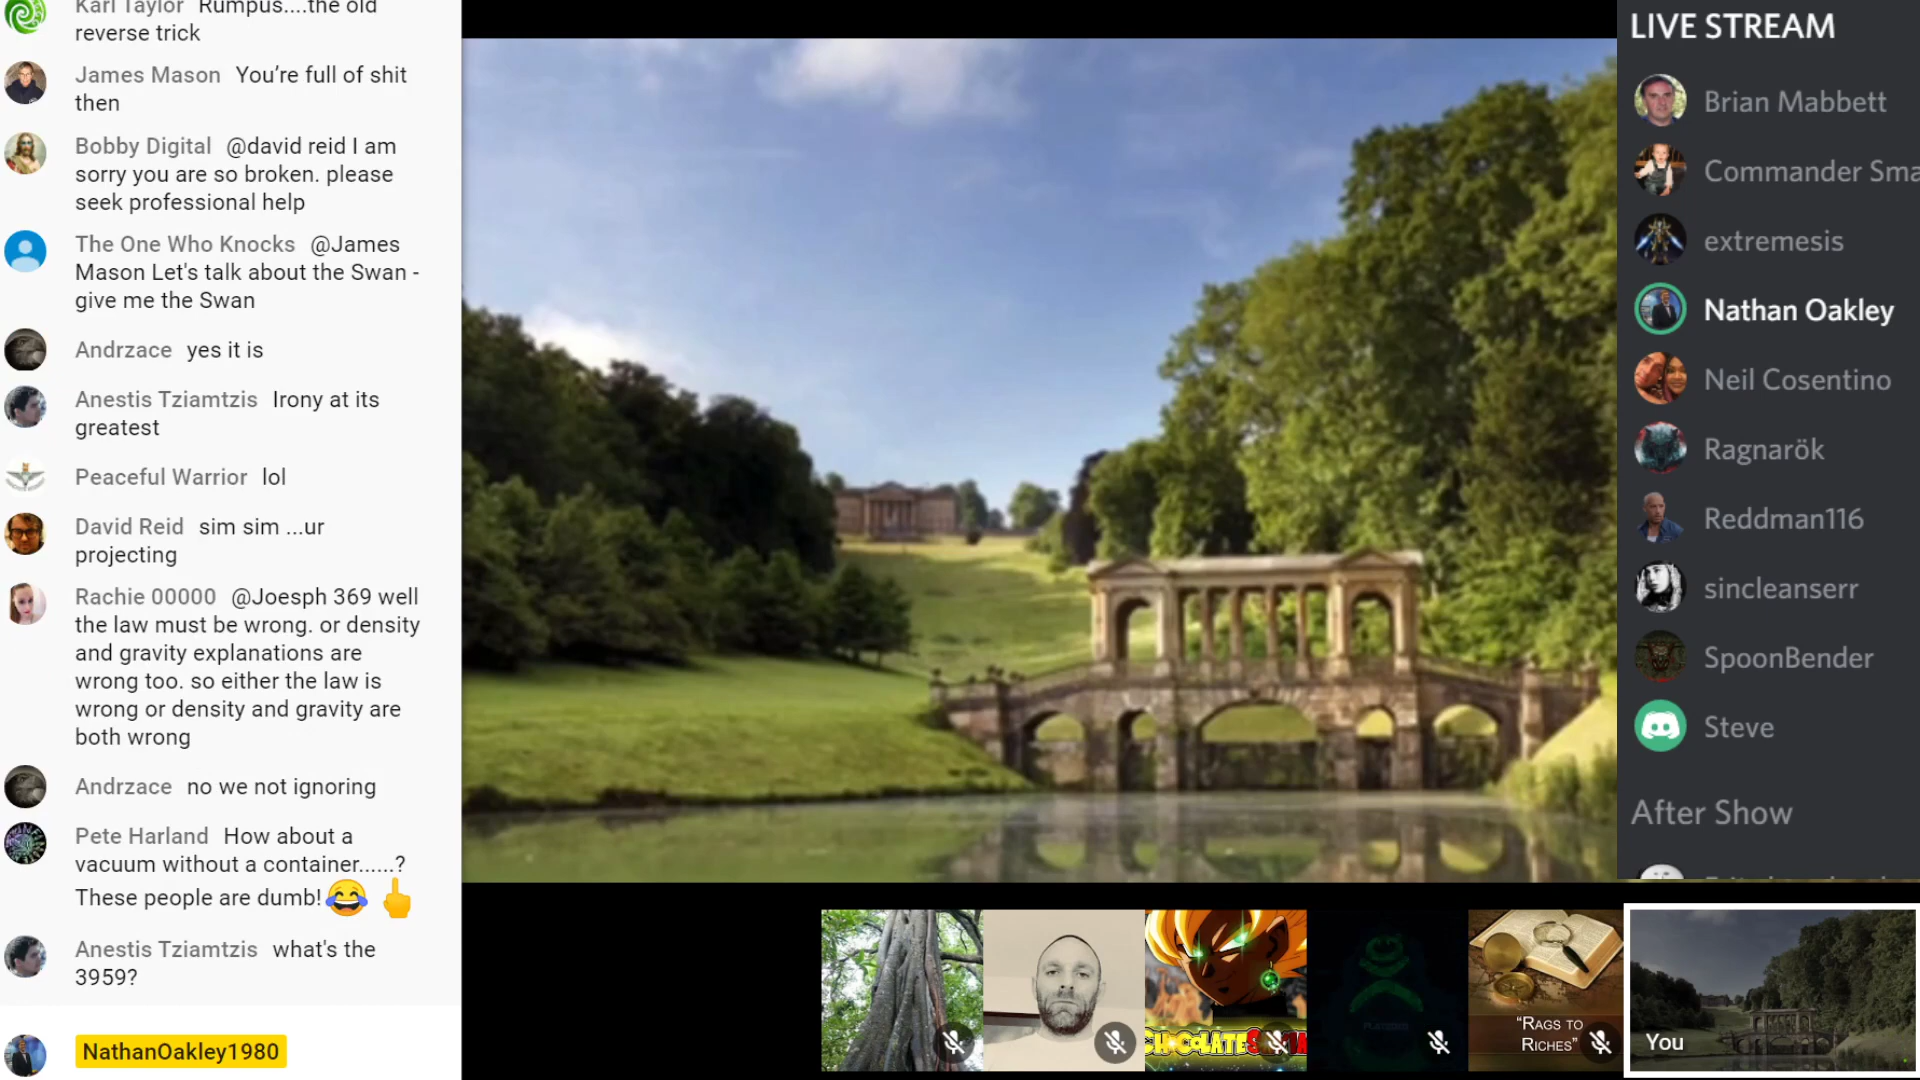 Karl Taylor Rumpus....the old
reverse trick
James Mason You’re full of shit
then
Bobby Digital @david reid I am
sorry you are so broken. please
seek professional help
The One Who Knocks @James
Mason Let's talk about the Swan -
give me the Swan
Andrzace yes it is
Anestis Tziamtzis Irony at its
greatest
Peaceful Warrior lol
David Reid sim sim ...ur
projecting
Rachie 00000 @Joesph 369 well
the law must be wrong. or density
and gravity explanations are
wrong too. so either the law is
wrong or density and gravity are
both wrong
Andrzace no we not ignoring
Pete Harland How about a
vacuum without a container......?
These people are dumb!😂🖕
Anestis Tziamtzis what's the
3959?
NathanOakley1980
LIVE STREAM
Brian Mabbett
Commander Sma
extremesis
Nathan Oakley
Neil Cosentino
Ragnarök
Reddman116
sincleanserr
SpoonBender
Steve
After Show
“RAGS TO
RICHES”
You